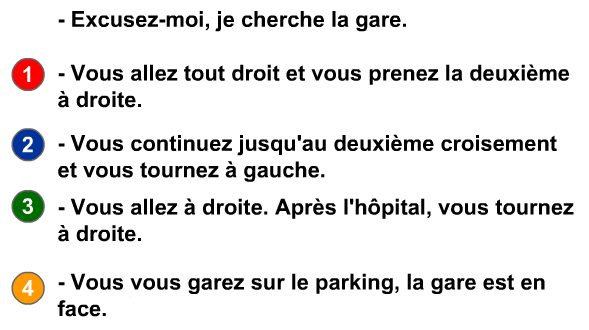 - Excusez-moi, je cherche la gare.
1 - Vous allez tout droit et vous prenez la deuxième
à droite.
2 - Vous continuez jusqu'au deuxième croisement
et vous tournez à gauche.
3 - Vous allez à droite. Après l'hôpital, vous tournez
à droite.
4 - Vous vous garez sur le parking, la gare est en
face.